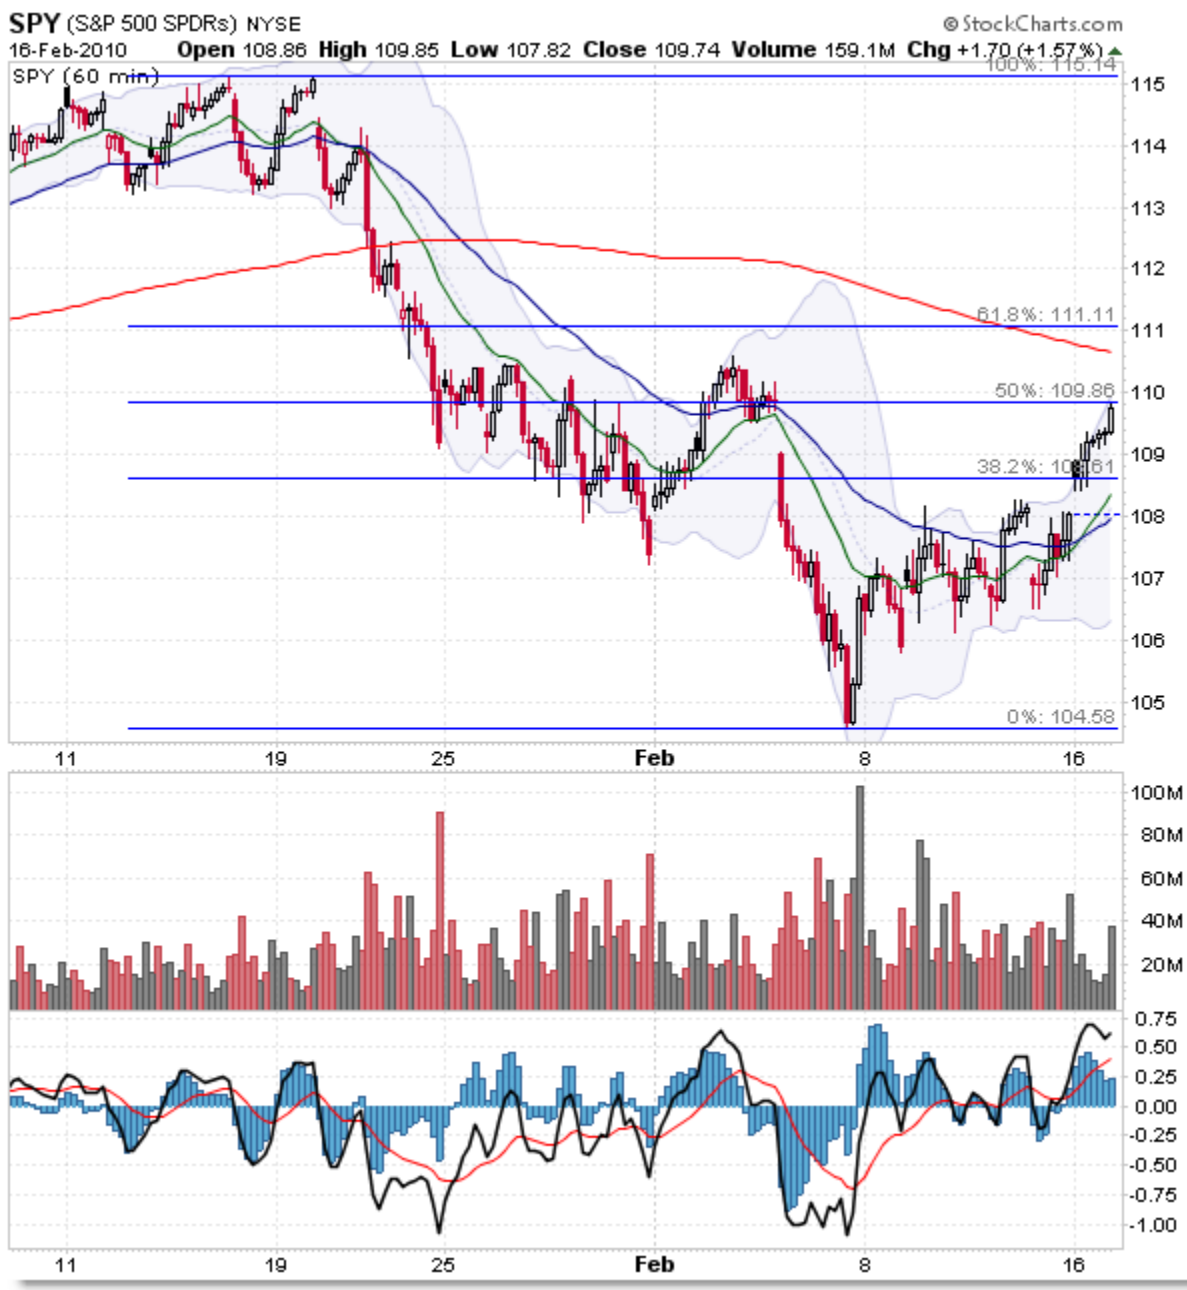 SPY (S&P 500 SPDRs) NYSE © StockCharts.com
16-Feb-2010 Open 108.86 High 109.85 Low 107.82 Close 109.74 Volume 159.1M Chg +1.70 (+1.57%)
SPY (60 min)
100%: 115.14
115
114
113
112
61.8%: 111.11
111
50%: 109.86
110
109
38.2%: 108.61
108
107
106
105
0%: 104.58
11 19 25 Feb 8 16
100M
80M
60M
40M
20M
0.75
0.50
0.25
0.00
-0.25
-0.50
-0.75
-1.00
11 19 25 Feb 8 16